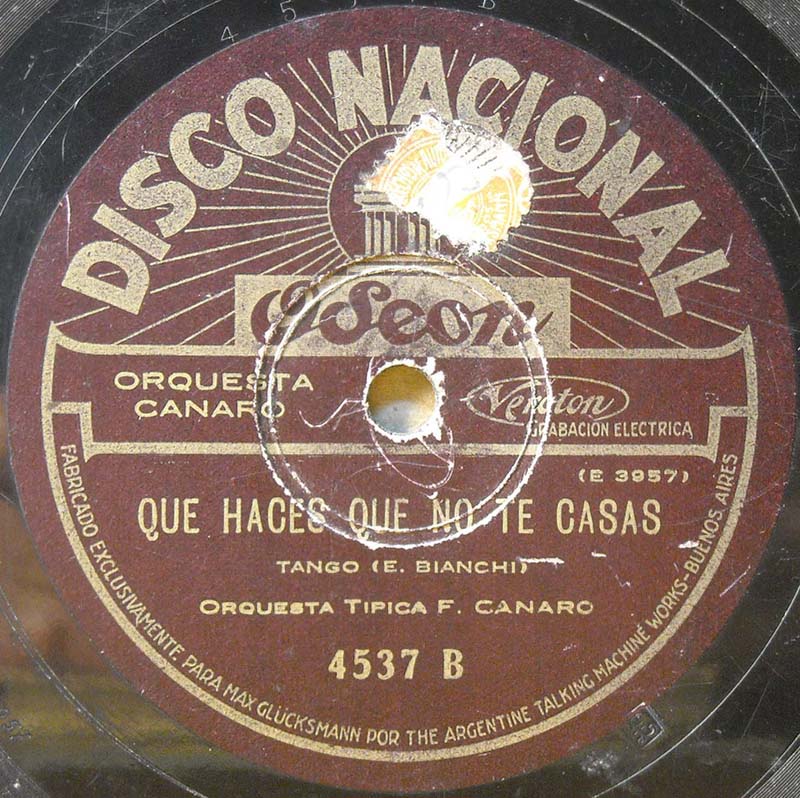 DISCO NACIONAL
Odeon
ORQUESTA
CANARO
Veroton
GRABACION ELECTRICA
(E 3957)
QUE HACES QUE NO TE CASAS
TANGO (E. BIANCHI)
ORQUESTA TIPICA F. CANARO
4537 B
FABRICADO EXCLUSIVAMENTE PARA MAX GLÜCKSMANN POR THE ARGENTINE TALKING MACHINE WORKS-BUENOS AIRES